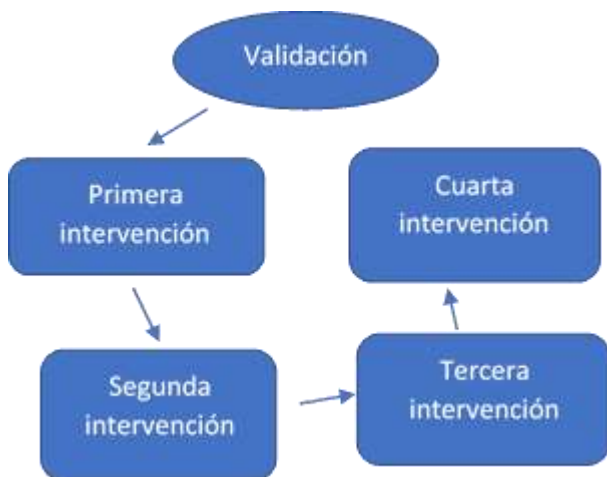 Validación
Primera
intervención
Segunda
intervención
Tercera
intervención
Cuarta
intervención